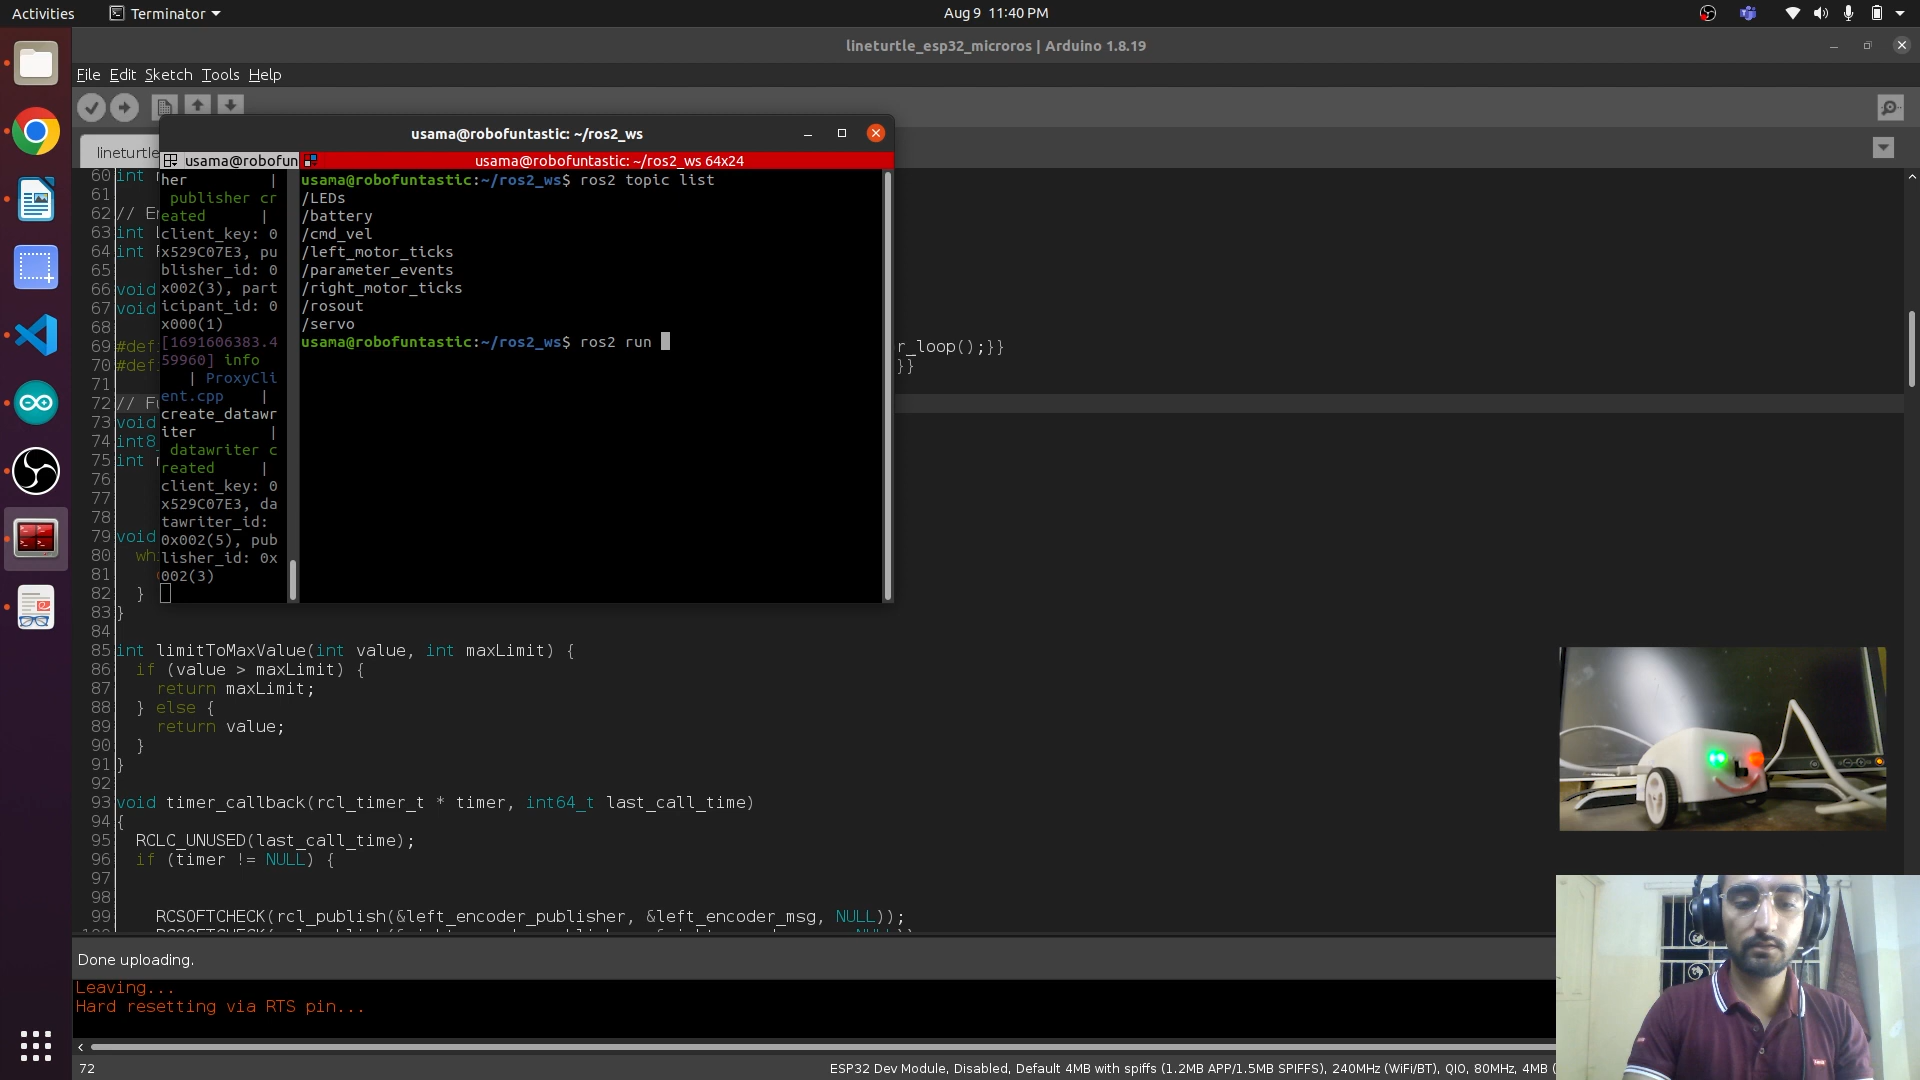 Activities
Terminator
Aug 9 11:40 PM
lineturtle_esp32_microros | Arduino 1.8.19
File Edit Sketch Tools Help
usama@robofuntastic: ~/ros2_ws
lineturtle
usama@robofun
usama@robofuntastic: ~/ros2_ws 64x24
her |
publisher cr
eated |
client_key: 0
x529C07E3, pu
blisher_id: 0
x002(3), part
icipant_id: 0
x000(1)
[1691606383.4
59960] info
| ProxyCli
ent.cpp |
create_datawr
iter |
datawriter c
reated |
client_key: 0
x529C07E3, da
tawriter_id:
0x002(5), pub
lisher_id: 0x
002(3)
usama@robofuntastic:~/ros2_ws$ ros2 topic list
/LEDs
/battery
/cmd_vel
/left_motor_ticks
/parameter_events
/right_motor_ticks
/rosout
/servo
usama@robofuntastic:~/ros2_ws$ ros2 run
60 int
61
62 // E
63 int
64 int
65
66 void
67 void
68
69 #def r_loop();}}
70 #def }}
71
72 // F
73 void
74 int8
75 int
76
77
78
79 void
80 wh
81
82 }
83 }
84
85 int limitToMaxValue(int value, int maxLimit) {
86 if (value > maxLimit) {
87 return maxLimit;
88 } else {
89 return value;
90 }
91 }
92
93 void timer_callback(rcl_timer_t * timer, int64_t last_call_time)
94 {
95 RCLC_UNUSED(last_call_time);
96 if (timer != NULL) {
97
98
99 RCSOFTCHECK(rcl_publish(&left_encoder_publisher, &left_encoder_msg, NULL));
Done uploading.
Leaving...
Hard resetting via RTS pin...
72
ESP32 Dev Module, Disabled, Default 4MB with spiffs (1.2MB APP/1.5MB SPIFFS), 240MHz (WiFi/BT), QIO, 80MHz, 4MB (